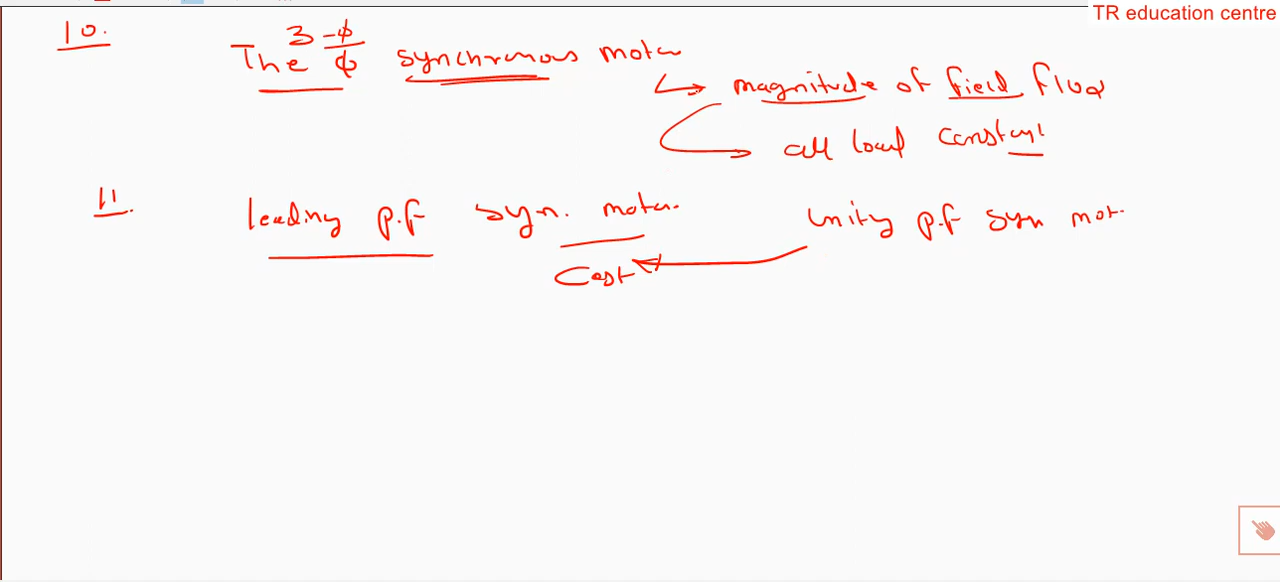 TR education centre
10. The 3-ф/ф synchronous motor
magnitude of field flux
all load constant
11. leading p.f syn. motor. unity p.f syn mot.
Cost